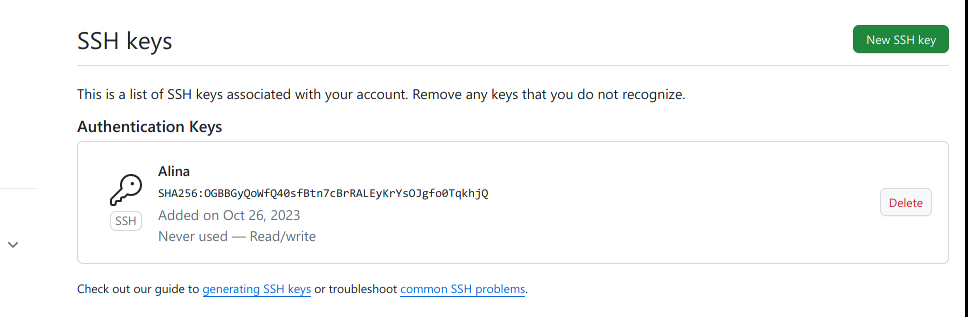 SSH keys
New SSH key
This is a list of SSH keys associated with your account. Remove any keys that you do not recognize.
Authentication Keys
Alina
SHA256:OGBBGyQoWfQ40sfBtn7cBrRALEyKrYsOJgfo0TqkhjQ
SSH
Added on Oct 26, 2023
Never used — Read/write
Delete
Check out our guide to generating SSH keys or troubleshoot common SSH problems.